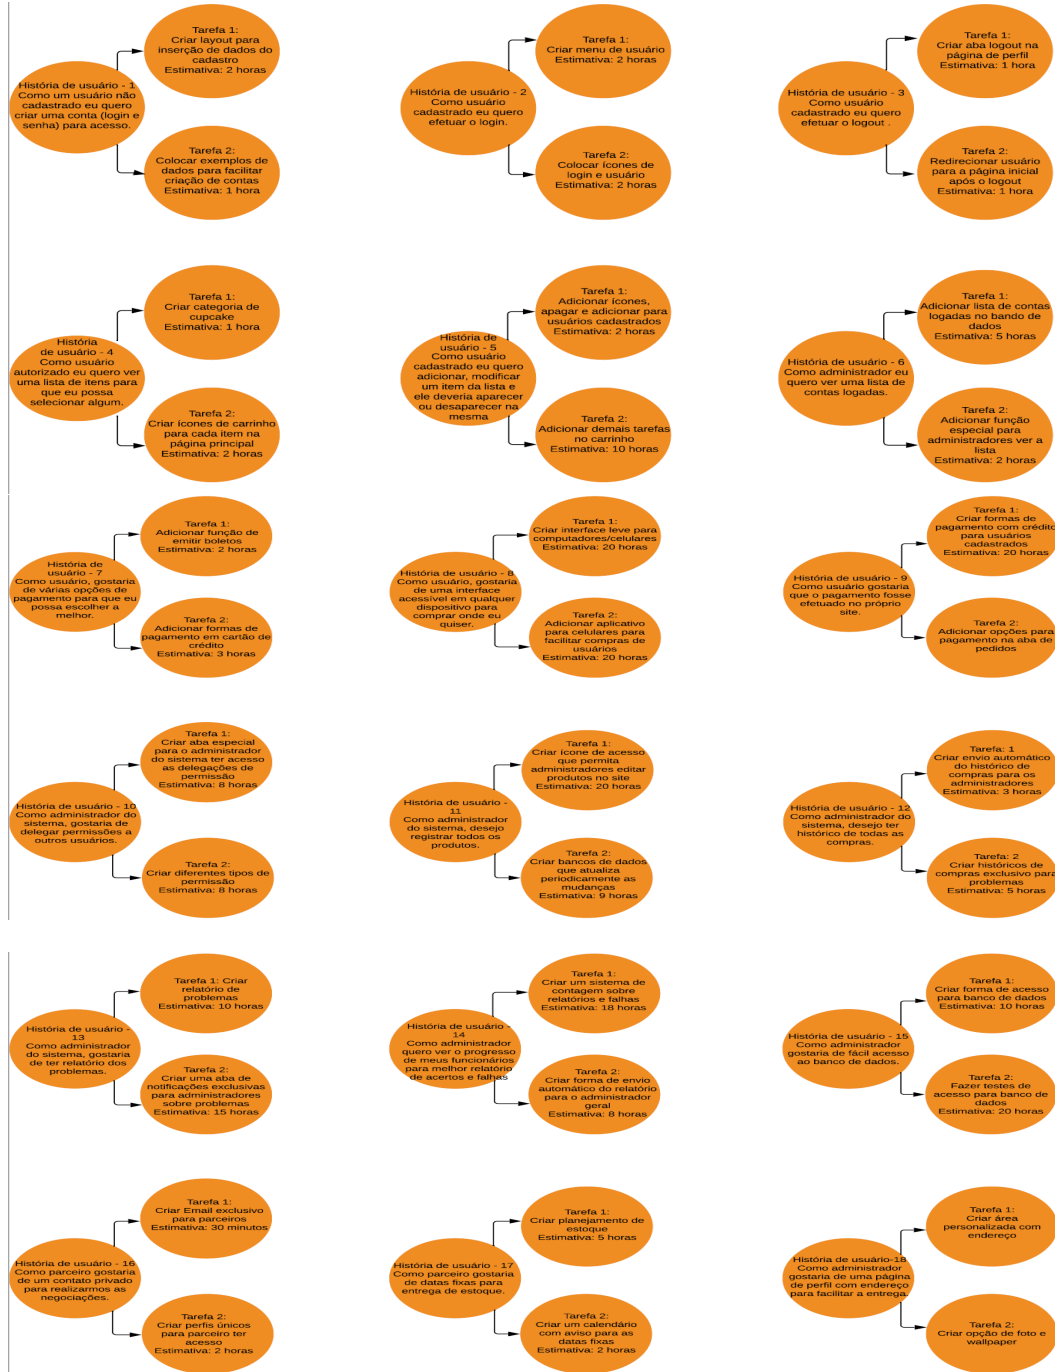 Tarefa 1:
Criar layout para
inserção de dados do
cadastro
Estimativa: 2 horas
História de usuário - 1
Como um usuário não
cadastrado eu quero
criar uma conta (login e
senha) para acesso.
Tarefa 2:
Colocar exemplos de
dados para facilitar
criação de contas
Estimativa: 1 hora
Tarefa 1:
Criar menu de usuário
Estimativa: 2 horas
História de usuário - 2
Como usuário
cadastrado eu quero
efetuar o login.
Tarefa 2:
Colocar ícones de
login e usuário
Estimativa: 2 horas
Tarefa 1:
Criar aba logout na
página de perfil
Estimativa: 1 hora
História de usuário - 3
Como usuário
cadastrado eu quero
efetuar o logout .
Tarefa 2:
Redirecionar usuário
para a página inicial
após o logout
Estimativa: 1 hora
Tarefa 1:
Criar categoria de
cupcake
Estimativa: 1 hora
História
de usuário - 4
Como usuário
autorizado eu quero ver
uma lista de itens para
que eu possa
selecionar algum.
Tarefa 2:
Criar ícones de carrinho
para cada item na
página principal
Estimativa: 2 horas
Tarefa 1:
Adicionar ícones,
apagar e adicionar para
usuários cadastrados
Estimativa: 2 horas
História de
usuário - 5
Como usuário
cadastrado eu quero
adicionar, modificar
um item da lista e
ele deveria aparecer
ou desaparecer na
mesma
Tarefa 2:
Adicionar demais tarefas
no carrinho
Estimativa: 10 horas
Tarefa 1:
Adicionar lista de contas
logadas no bando de
dados
Estimativa: 5 horas
História de usuário - 6
Como administrador eu
quero ver uma lista de
contas logadas.
Tarefa 2:
Adicionar função
especial para
administradores ver a
lista
Estimativa: 2 horas
Tarefa 1:
Adicionar função de
emitir boletos
Estimativa: 2 horas
História de
usuário - 7
Como usuário, gostaria
de várias opções de
pagamento para que eu
possa escolher a
melhor.
Tarefa 2:
Adicionar formas de
pagamento em cartão de
crédito
Estimativa: 3 horas
Tarefa 1:
Criar interface leve para
computadores/celulares
Estimativa: 20 horas
História de usuário - 8
Como usuário, gostaria
de uma interface
acessível em qualquer
dispositivo para
comprar onde eu
quiser.
Tarefa 2:
Adicionar aplicativo
para celulares para
facilitar compras de
usuários
Estimativa: 20 horas
Tarefa 1:
Criar formas de
pagamento com crédito
para usuários
cadastrados
Estimativa: 20 horas
História de usuário - 9
Como usuário gostaria
que o pagamento fosse
efetuado no próprio
site.
Tarefa 2:
Adicionar opções para
pagamento na aba de
pedidos
Tarefa 1:
Criar aba especial
para o administrador
do sistema ter acesso
as delegações de
permissão
Estimativa: 8 horas
História de usuário - 10
Como administrador do
sistema, gostaria de
delegar permissões a
outros usuários.
Tarefa 2:
Criar diferentes tipos de
permissão
Estimativa: 8 horas
Tarefa 1:
Criar ícone de acesso
que permita
administradores editar
produtos no site
Estimativa: 20 horas
História de usuário -
11
Como administrador
do sistema, desejo
registrar todos os
produtos.
Tarefa 2:
Criar bancos de dados
que atualiza
periodicamente as
mudanças
Estimativa: 9 horas
Tarefa: 1
Criar envio automático
do histórico de
compras para os
administradores
Estimativa: 3 horas
História de usuário - 12
Como administrador do
sistema, desejo ter
histórico de todas as
compras.
Tarefa: 2
Criar históricos de
compras exclusivo para
problemas
Estimativa: 5 horas
Tarefa 1: Criar
relatório de
problemas
Estimativa: 10 horas
História de usuário -
13
Como administrador
do sistema, gostaria
de ter relatório dos
problemas.
Tarefa 2:
Criar uma aba de
notificações exclusivas
para administradores
sobre problemas
Estimativa: 15 horas
Tarefa 1:
Criar um sistema de
contagem sobre
relatórios e falhas
Estimativa: 18 horas
História de usuário -
14
Como administrador
quero ver o progresso
de meus funcionários
para melhor relatório
de acertos e falhas
Tarefa 2:
Criar forma de envio
automático do relatório
para o administrador
geral
Estimativa: 8 horas
Tarefa 1:
Criar forma de acesso
para banco de dados
Estimativa: 10 horas
História de usuário - 15
Como administrador
gostaria de fácil acesso
ao banco de dados.
Tarefa 2:
Fazer testes de
acesso para banco de
dados
Estimativa: 20 horas
Tarefa 1:
Criar Email exclusivo
para parceiros
Estimativa: 30 minutos
História de usuário - 16
Como parceiro gostaria
de um contato privado
para realizarmos as
negociações.
Tarefa 2:
Criar perfis únicos
para parceiro ter
acesso
Estimativa: 2 horas
Tarefa 1:
Criar planejamento de
estoque
Estimativa: 5 horas
História de usuário - 17
Como parceiro gostaria
de datas fixas para
entrega de estoque.
Tarefa 2:
Criar um calendário
com aviso para as
datas fixas
Estimativa: 2 horas
Tarefa 1:
Criar área
personalizada com
endereço
História de usuário-18
Como administrador
gostaria de uma página
de perfil com endereço
para facilitar a entrega.
Tarefa 2:
Criar opção de foto e
wallpaper